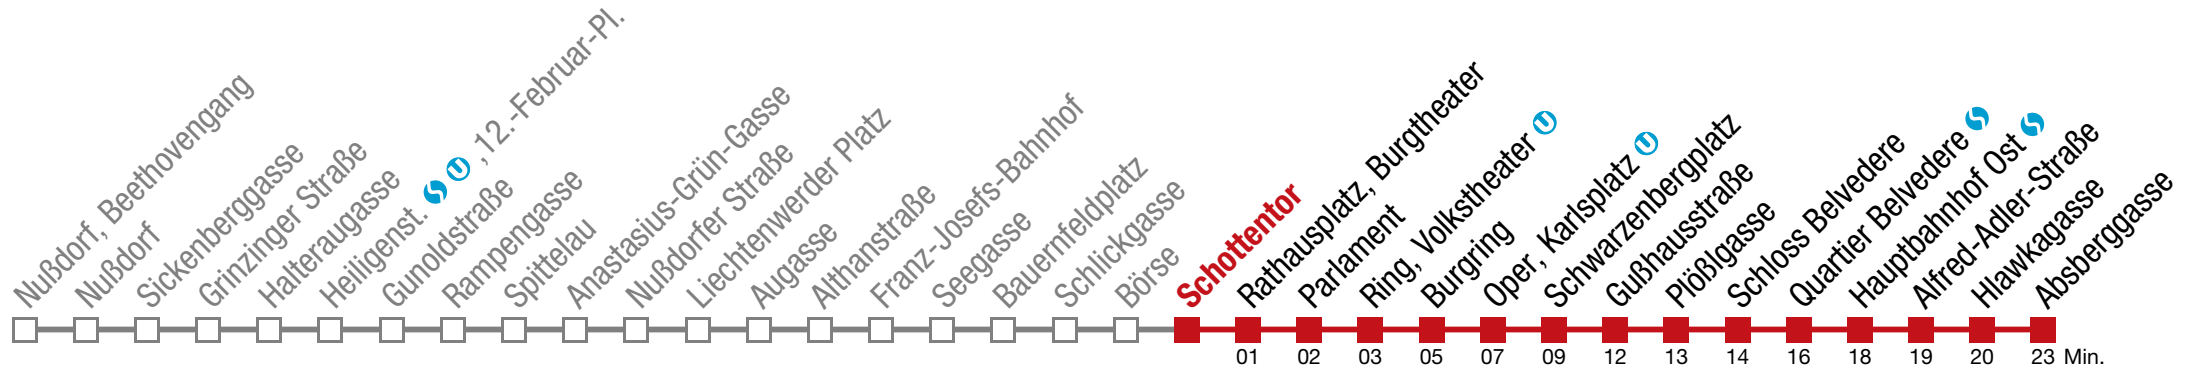 Nußdorf, Beethovengang
Nußdorf
Sickenberggasse
Grinzinger Straße
Halteraugasse
Heiligenst. S U , 12.-Februar-Pl.
Gunoldstraße
Rampengasse
Spittelau
Anastasius-Grün-Gasse
Nußdorfer Straße
Liechtenwerder Platz
Augasse
Althanstraße
Franz-Josefs-Bahnhof
Seegasse
Bauernfeldplatz
Schlickgasse
Börse
Schottentor
Rathausplatz, Burgtheater
Parlament
Ring, Volkstheater U
Burgring
Oper, Karlsplatz U
Schwarzenbergplatz
Gußhausstraße
Plößlgasse
Schloss Belvedere
Quartier Belvedere S
Hauptbahnhof Ost S
Alfred-Adler-Straße
Hlawkagasse
Absberggasse
01 02 03 05 07 09 12 13 14 16 18 19 20 23 Min.